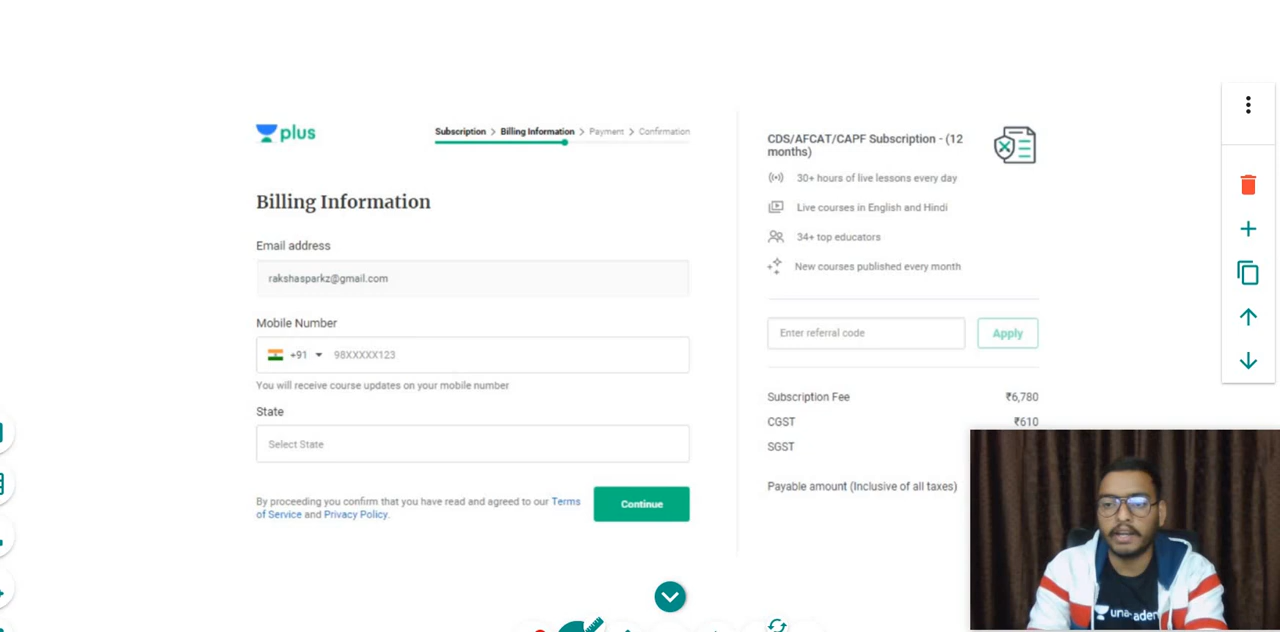 plus
Subscription > Billing Information > Payment > Confirmation
Billing Information
Email address
rakshasparkz@gmail.com
Mobile Number
+91 98XXXXX123
You will receive course updates on your mobile number
State
Select State
By proceeding you confirm that you have read and agreed to our Terms
of Service and Privacy Policy.
Continue
CDS/AFCAT/CAPF Subscription - (12
months)
30+ hours of live lessons every day
Live courses in English and Hindi
34+ top educators
New courses published every month
Enter referral code
Apply
Subscription Fee ₹6,780
CGST ₹610
SGST
Payable amount (Inclusive of all taxes)